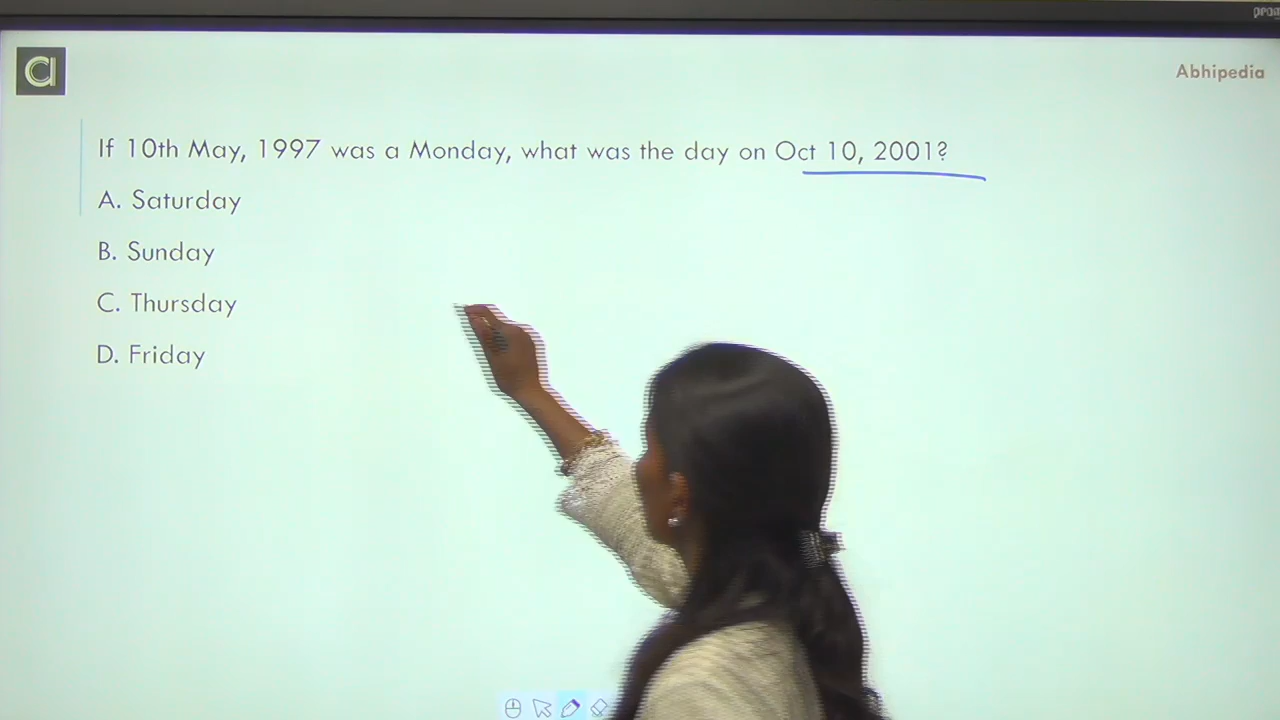 Abhipedia
If 10th May, 1997 was a Monday, what was the day on Oct 10, 2001?
A. Saturday
B. Sunday
C. Thursday
D. Friday